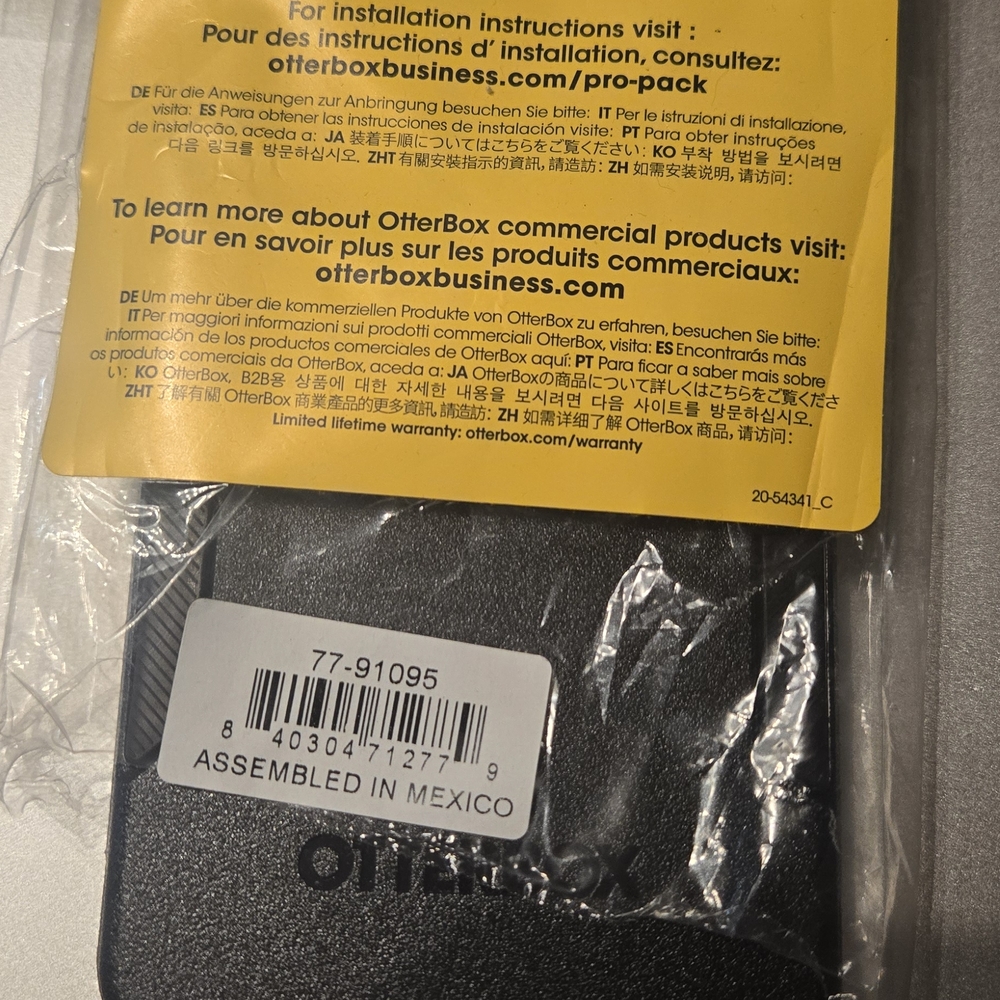 For installation instructions visit :
Pour des instructions d' installation, consultez:
otterboxbusiness.com/pro-pack
DE Für die Anweisungen zur Anbringung besuchen Sie bitte: IT Per le istruzioni di installazione,
visita: ES Para obtener las instrucciones de instalación visite: PT Para obter instruções
de instalação, aceda a: JA 装着手順についてはこちらをご覧ください: KO 부착 방법을 보시려면
다음 링크를 방문하십시오. ZHT 有關安裝指示的資訊, 請造訪: ZH 如需安装说明, 请访问:
To learn more about OtterBox commercial products visit:
Pour en savoir plus sur les produits commerciaux:
otterboxbusiness.com
DE Um mehr über die kommerziellen Produkte von OtterBox zu erfahren, besuchen Sie bitte:
IT Per maggiori informazioni sui prodotti commerciali OtterBox, visita: ES Encontrarás más
información de los productos comerciales de OtterBox aquí: PT Para ficar a saber mais sobre
os produtos comerciais da OtterBox, aceda a: JA OtterBoxの商品について詳しくはこちらをご覧くださ
い: KO OtterBox, B2B용 상품에 대한 자세한 내용을 보시려면 다음 사이트를 방문하십시오.
ZHT 了解有關 OtterBox 商業產品的更多資訊, 請造訪: ZH 如需详细了解 OtterBox 商品, 请访问:
Limited lifetime warranty: otterbox.com/warranty
20-54341_C
77-91095
8 40304 71277 9
ASSEMBLED IN MEXICO
OTTERBOX